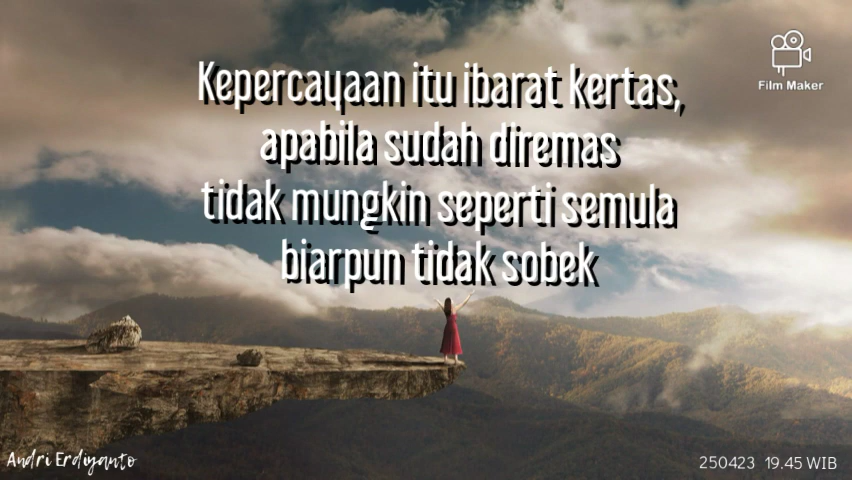 Film Maker
Kepercayaan itu ibarat kertas,
apabila sudah diremas
tidak mungkin seperti semula
biarpun tidak sobek
Andri Erdiyanto
250423 19.45 WIB